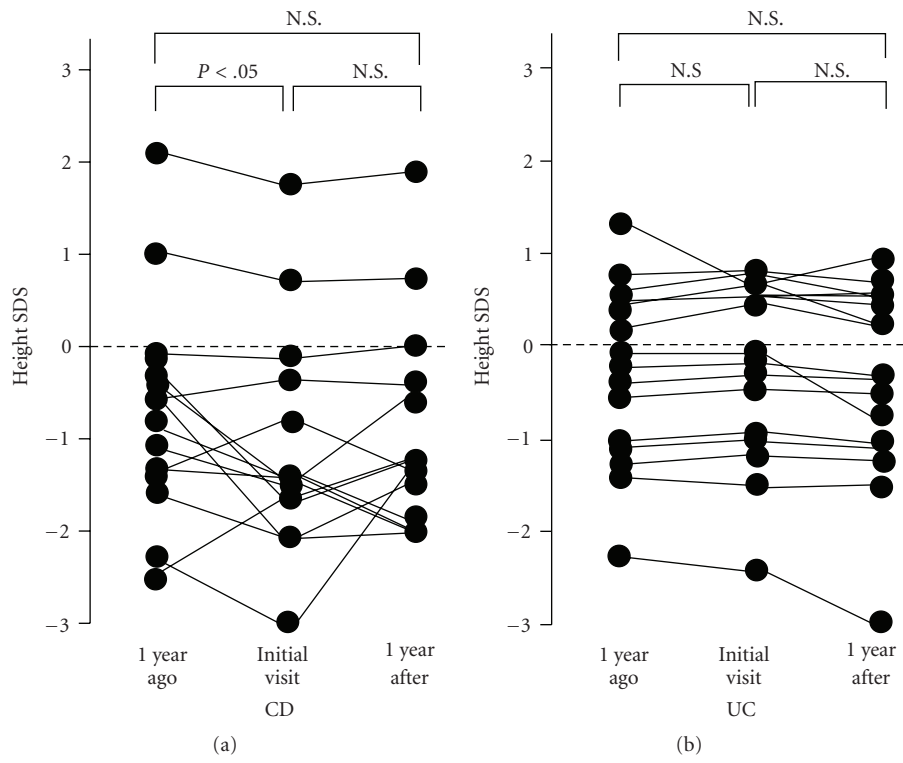 N.S.
P < .05
N.S.
3
2
1
0
−1
−2
−3
Height SDS
1 year
ago
Initial
visit
1 year
after
CD
(a)
N.S.
N.S
N.S.
3
2
1
0
−1
−2
−3
Height SDS
1 year
ago
Initial
visit
1 year
after
UC
(b)